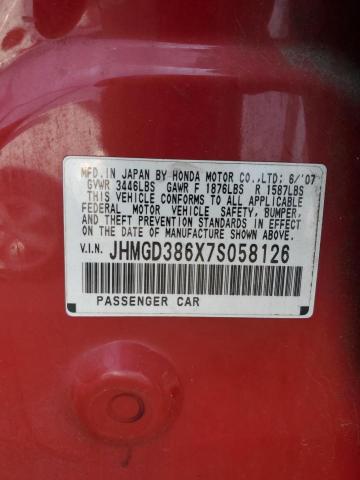 MFD.IN JAPAN BY HONDA MOTOR CO.,LTD; 6/'07
GVWR 3446LBS GAWR F 1876LBS R 1587LBS
THIS VEHICLE CONFORMS TO ALL APPLICABLE
FEDERAL MOTOR VEHICLE SAFETY, BUMPER,
AND THEFT PREVENTION STANDARDS IN EFFECT
ON THE DATE OF MANUFACTURE SHOWN ABOVE.
V.I.N. JHMGD386X7S058126
PASSENGER CAR